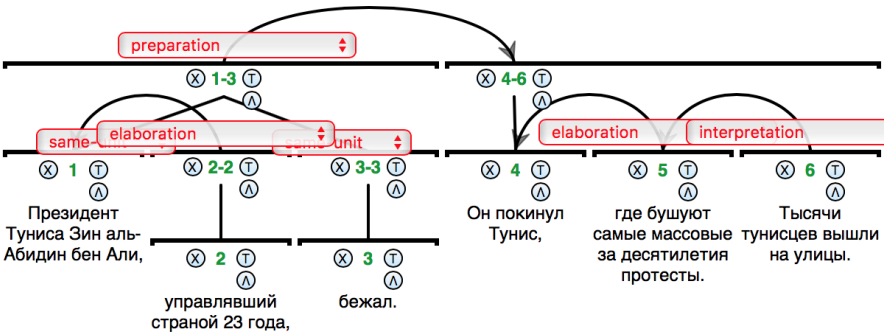 preparation
X 1-3 T
Λ
X 4-6 T
Λ
same-unit
elaboration
same-unit
elaboration
interpretation
X 1 T
Λ
X 2-2 T
Λ
X 3-3 T
Λ
X 4 T
Λ
X 5 T
Λ
X 6 T
Λ
Президент
Туниса Зин аль-
Абидин бен Али,
X 2 T
Λ
управлявший
страной 23 года,
X 3 T
Λ
бежал.
Он покинул
Тунис,
где бушуют
самые массовые
за десятилетия
протесты.
Тысячи
тунисцев вышли
на улицы.